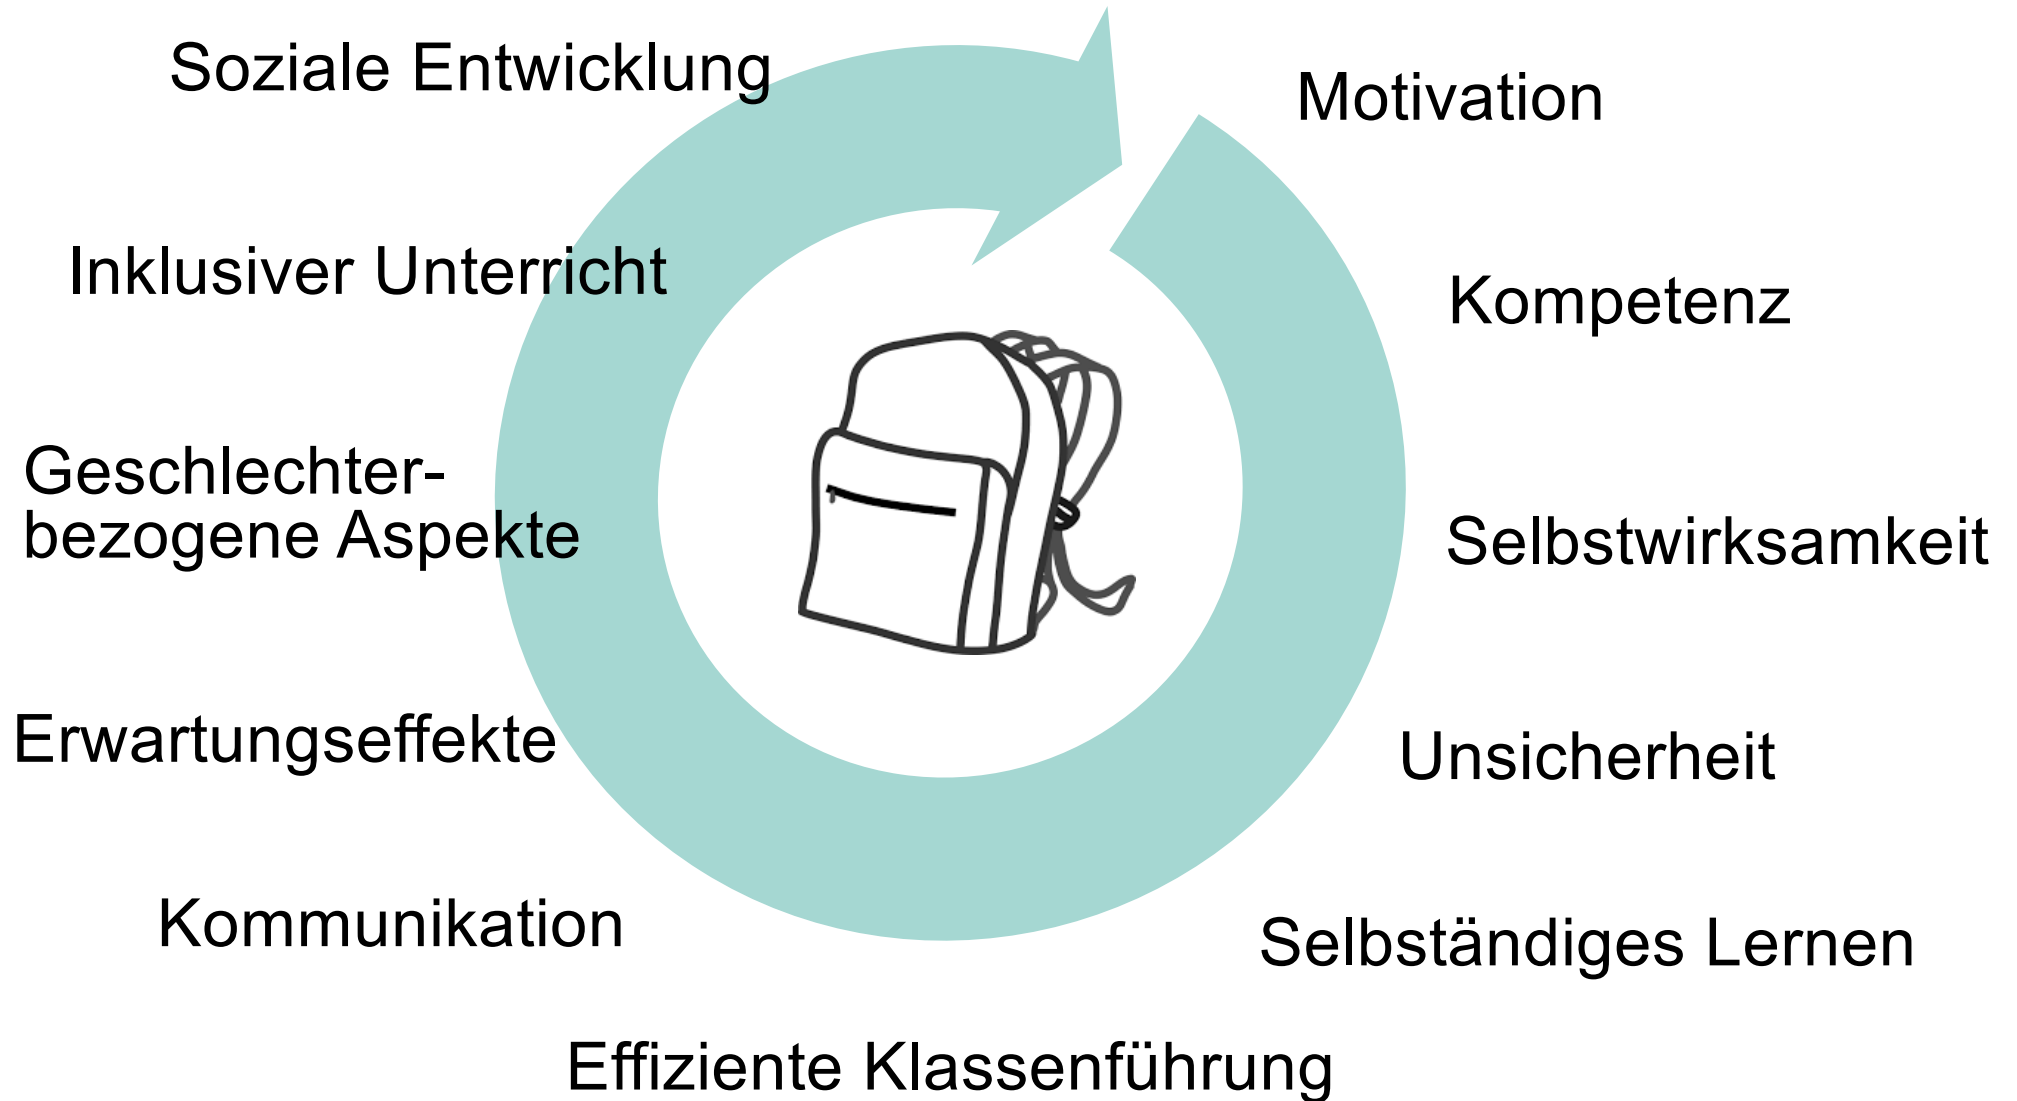 Soziale Entwicklung
Motivation
Inklusiver Unterricht
Kompetenz
Geschlechter-
bezogene Aspekte
Selbstwirksamkeit
Erwartungseffekte
Unsicherheit
Kommunikation
Selbständiges Lernen
Effiziente Klassenführung